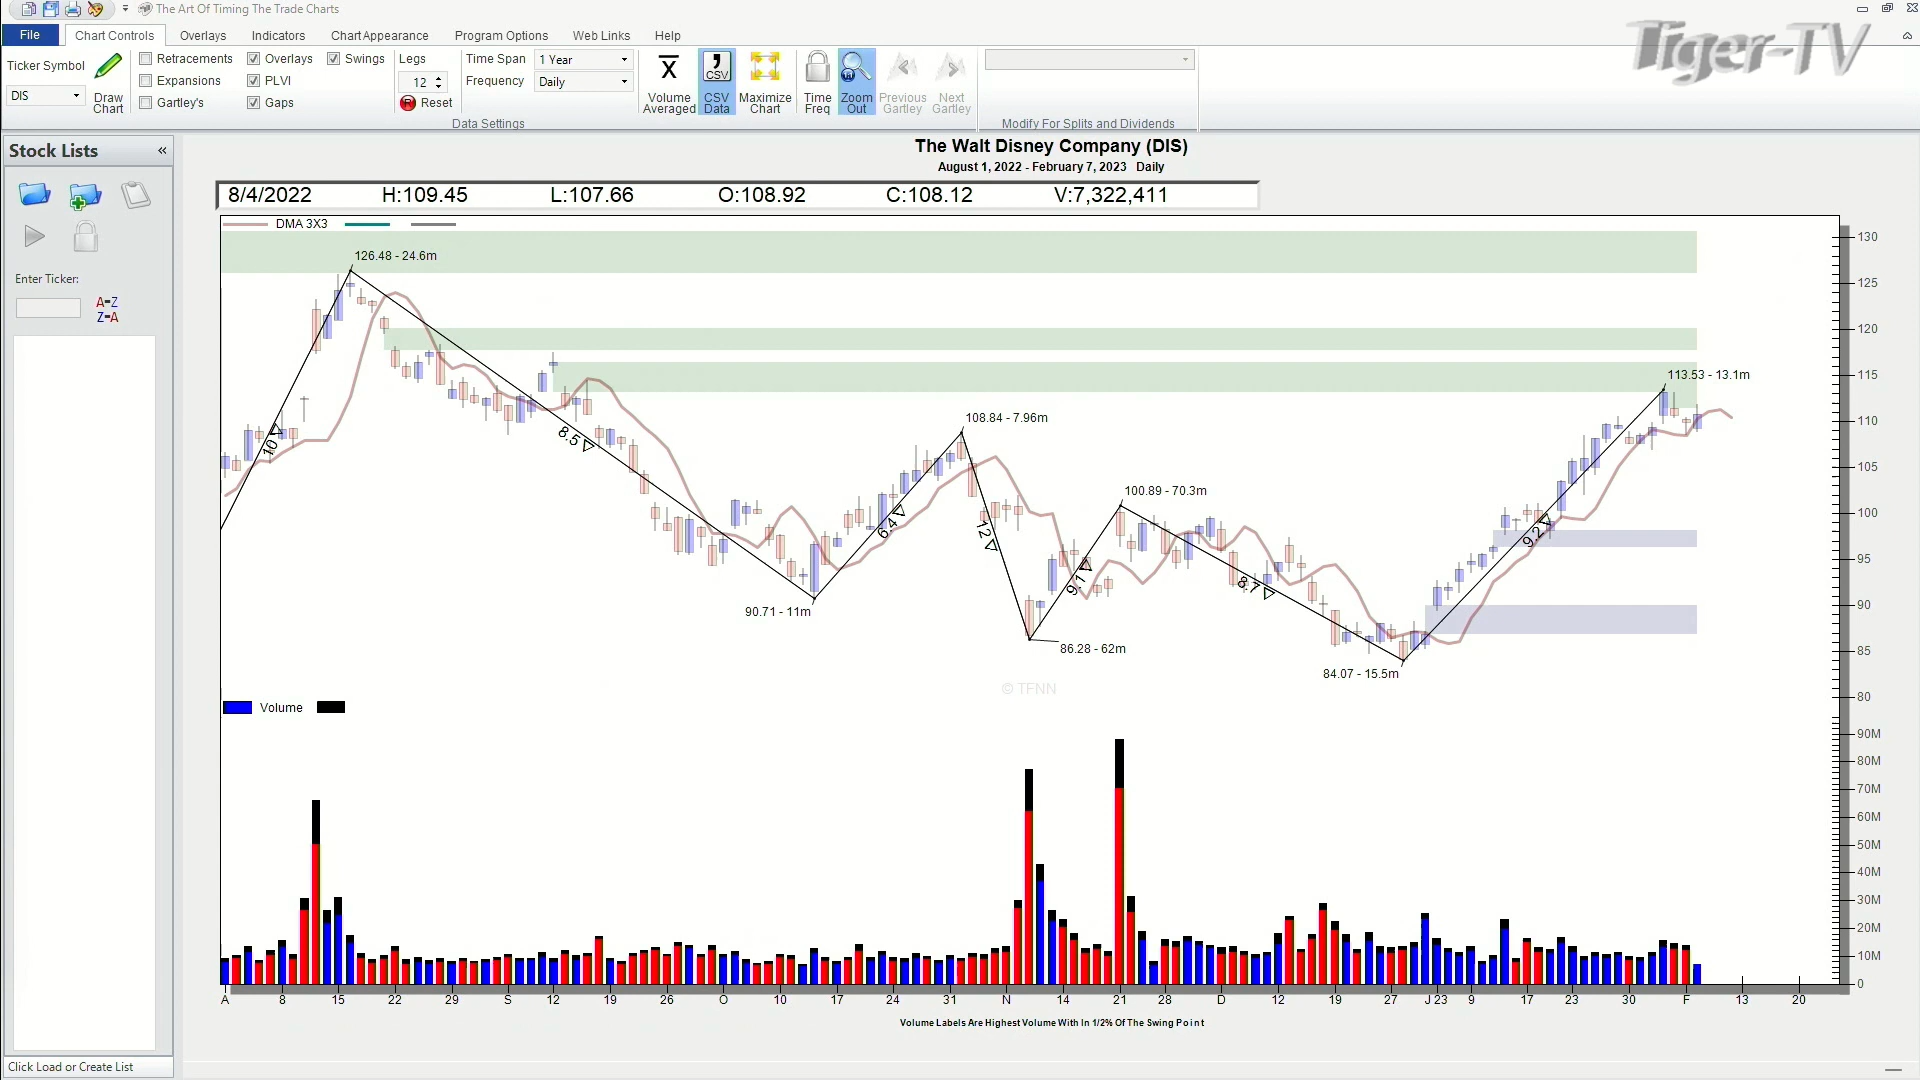 The Art Of Timing The Trade Charts
File Chart Controls Overlays Indicators Chart Appearance Program Options Web Links Help
Tiger-TV
Ticker Symbol
DIS
Draw Chart
Retracements
Expansions
Gartley's
Overlays
PLVI
Gaps
Swings
Legs
12
Reset
Time Span 1 Year
Frequency Daily
Data Settings
Volume Averaged
CSV
CSV Data
Maximize Chart
Time Freq
Zoom Out
Previous Gartley
Next Gartley
Modify For Splits and Dividends
Stock Lists
Enter Ticker:
A-Z
Z-A
Click Load or Create List
The Walt Disney Company (DIS)
August 1, 2022 - February 7, 2023 Daily
8/4/2022 H:109.45 L:107.66 O:108.92 C:108.12 V:7,322,411
DMA 3X3
126.48 - 24.6m
113.53 - 13.1m
108.84 - 7.96m
100.89 - 70.3m
90.71 - 11m
86.28 - 62m
84.07 - 15.5m
10
8.5
6.4
12
9.1
6.7
9.2
© TFNN
130
125
120
115
110
105
100
95
90
85
80
Volume
90M
80M
70M
60M
50M
40M
30M
20M
10M
0
A 8 15 22 29 S 12 19 26 O 10 17 24 31 N 14 21 28 D 12 19 27 J 23 9 17 23 30 F 13 20
Volume Labels Are Highest Volume With In 1/2% Of The Swing Point